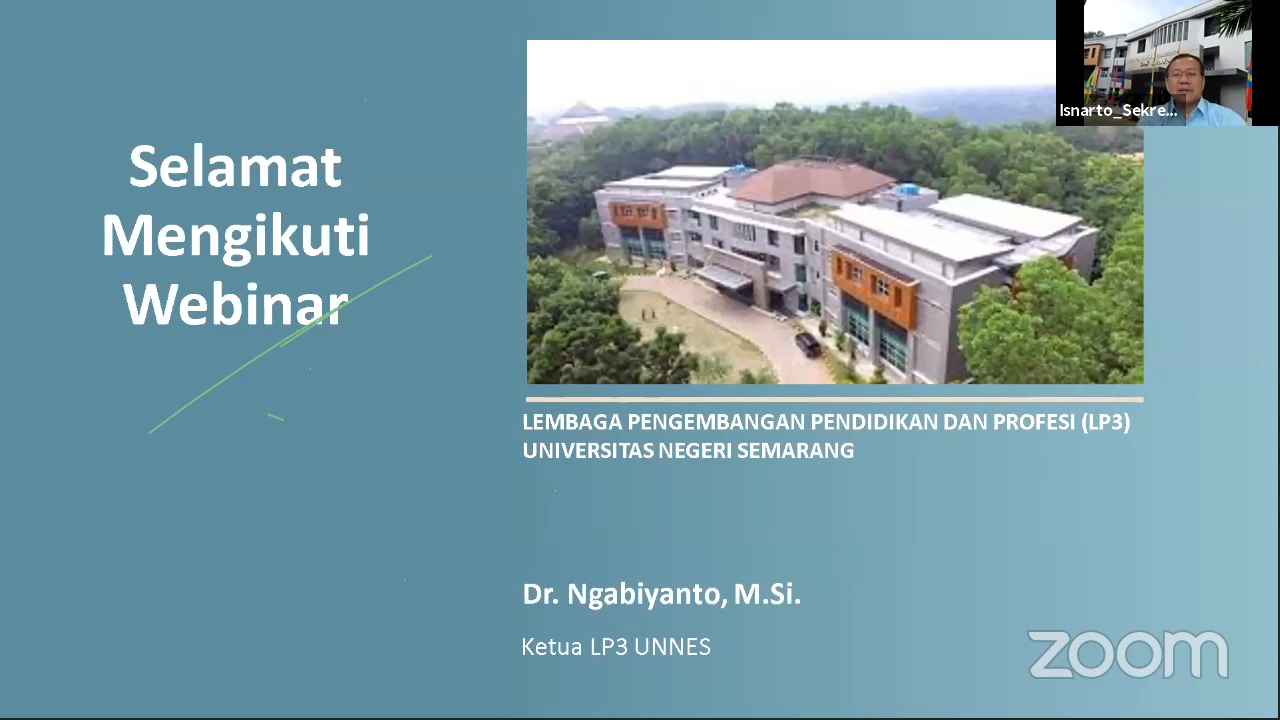 Selamat
Mengikuti
Webinar
Isnarto_Sekre...
LEMBAGA PENGEMBANGAN PENDIDIKAN DAN PROFESI (LP3)
UNIVERSITAS NEGERI SEMARANG
Dr. Ngabiyanto, M.Si.
Ketua LP3 UNNES
zoom